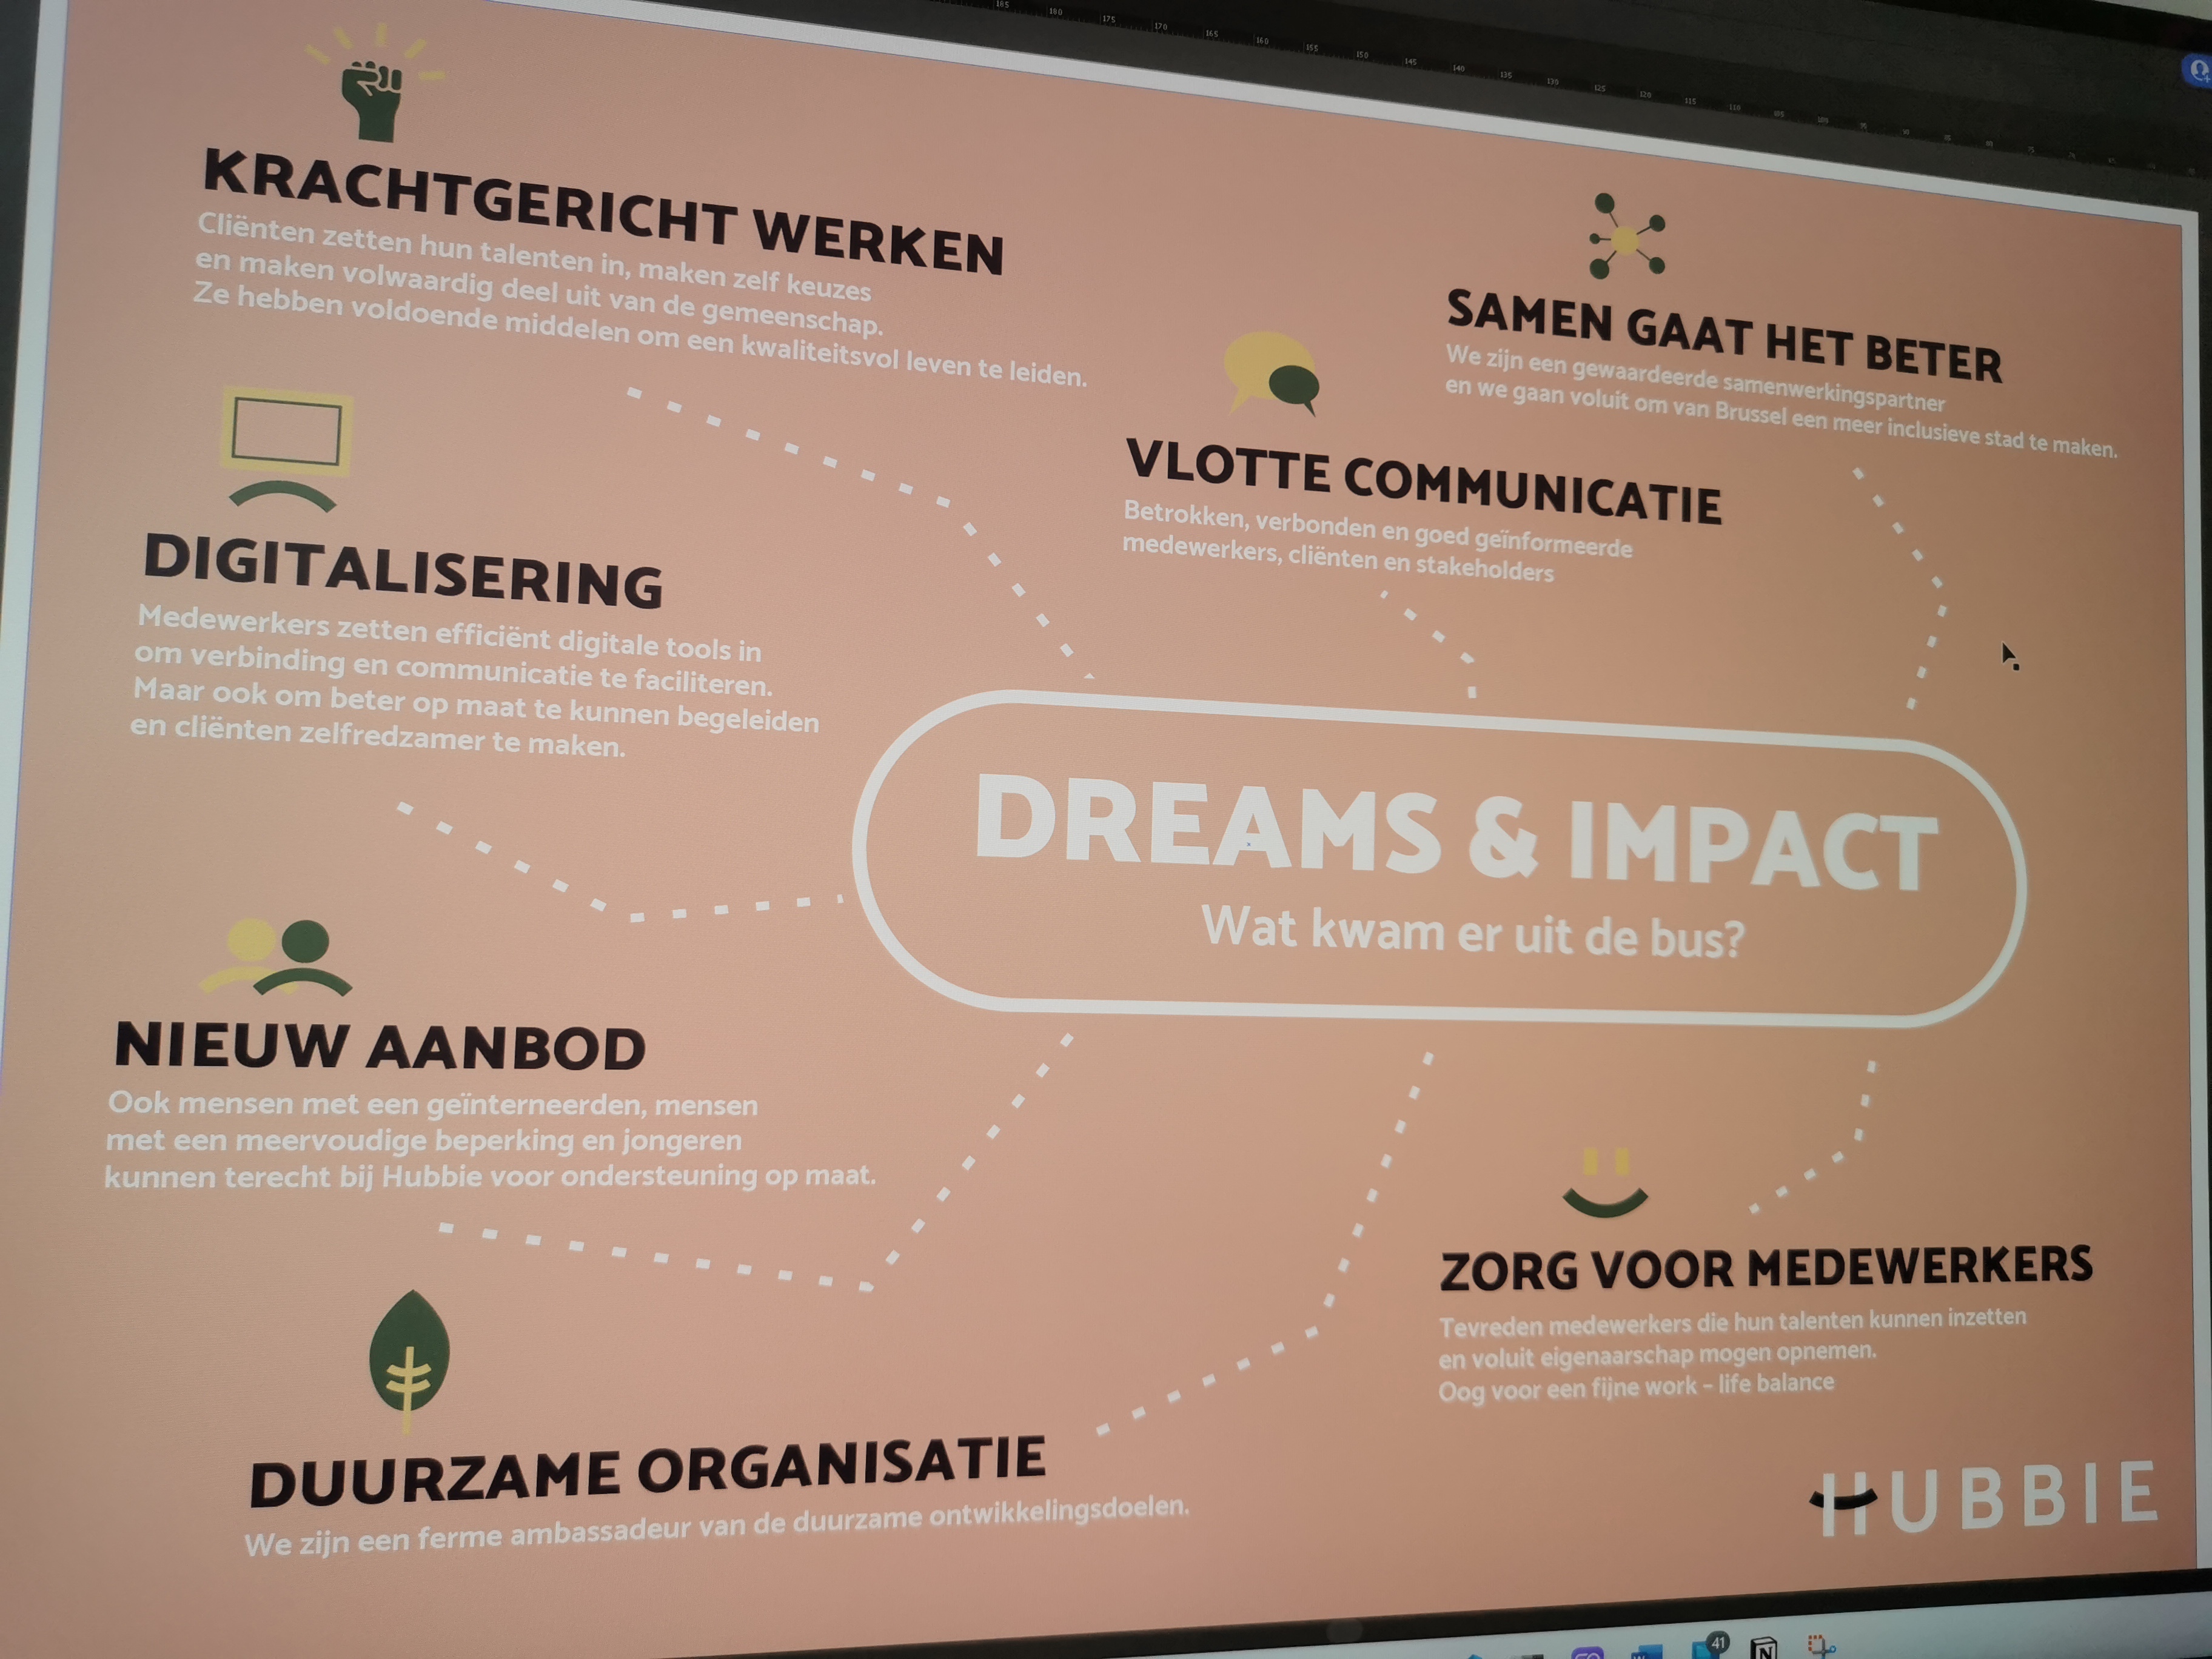 KRACHTGERICHT WERKEN
Cliënten zetten hun talenten in, maken zelf keuzes
en maken volwaardig deel uit van de gemeenschap.
Ze hebben voldoende middelen om een kwaliteitsvol leven te leiden.
SAMEN GAAT HET BETER
We zijn een gewaardeerde samenwerkingspartner
en we gaan voluit om van Brussel een meer inclusieve stad te maken.
VLOTTE COMMUNICATIE
Betrokken, verbonden en goed geïnformeerde
medewerkers, cliënten en stakeholders
DIGITALISERING
Medewerkers zetten efficiënt digitale tools in
om verbinding en communicatie te faciliteren.
Maar ook om beter op maat te kunnen begeleiden
en cliënten zelfredzamer te maken.
DREAMS & IMPACT
Wat kwam er uit de bus?
NIEUW AANBOD
Ook mensen met een geïnterneerden, mensen
met een meervoudige beperking en jongeren
kunnen terecht bij Hubbie voor ondersteuning op maat.
ZORG VOOR MEDEWERKERS
Tevreden medewerkers die hun talenten kunnen inzetten
en voluit eigenaarschap mogen opnemen.
Oog voor een fijne work – life balance
DUURZAME ORGANISATIE
We zijn een ferme ambassadeur van de duurzame ontwikkelingsdoelen.
HUBBIE
41